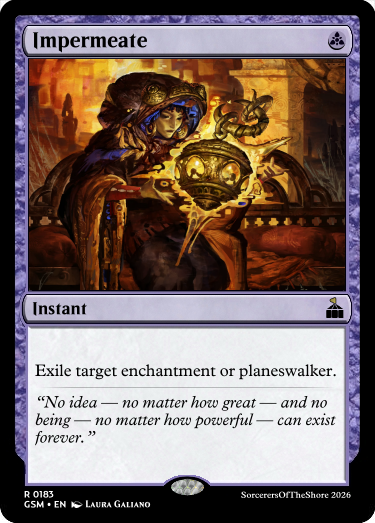 Impermeate
Instant
Exile target enchantment or planeswalker.
“No idea — no matter how great — and no
being — no matter how powerful — can exist
forever.”
R 0183
GSM • EN Laura Galiano
SorcerersOfTheShore 2026